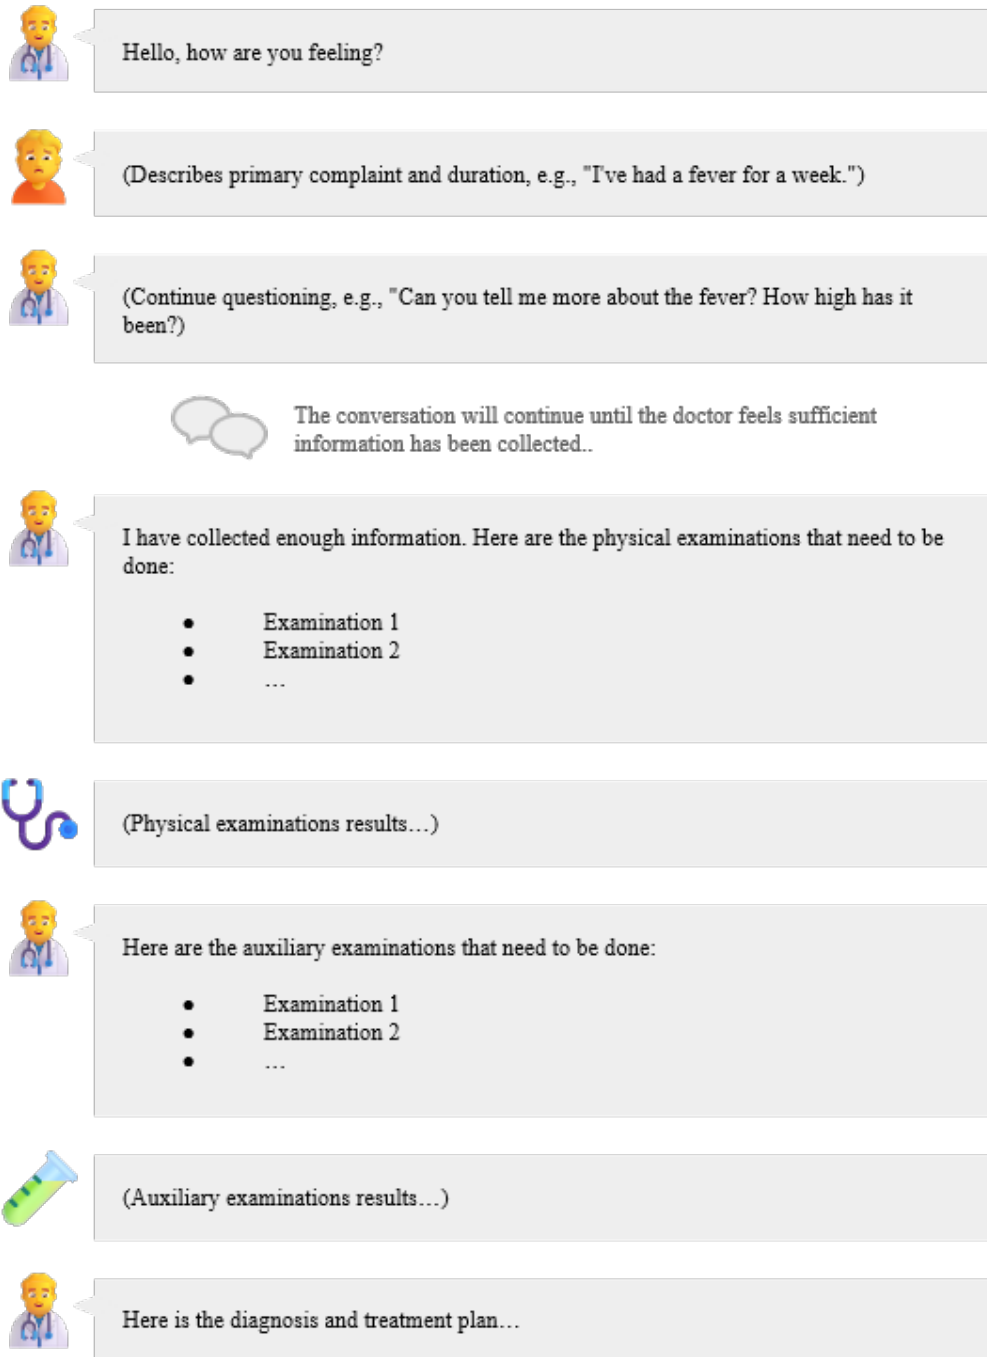 Hello, how are you feeling?
(Describes primary complaint and duration, e.g., "I've had a fever for a week.")
(Continue questioning, e.g., "Can you tell me more about the fever? How high has it
been?)
The conversation will continue until the doctor feels sufficient
information has been collected..
I have collected enough information. Here are the physical examinations that need to be
done:
● Examination 1
● Examination 2
● …
(Physical examinations results…)
Here are the auxiliary examinations that need to be done:
● Examination 1
● Examination 2
● …
(Auxiliary examinations results…)
Here is the diagnosis and treatment plan…